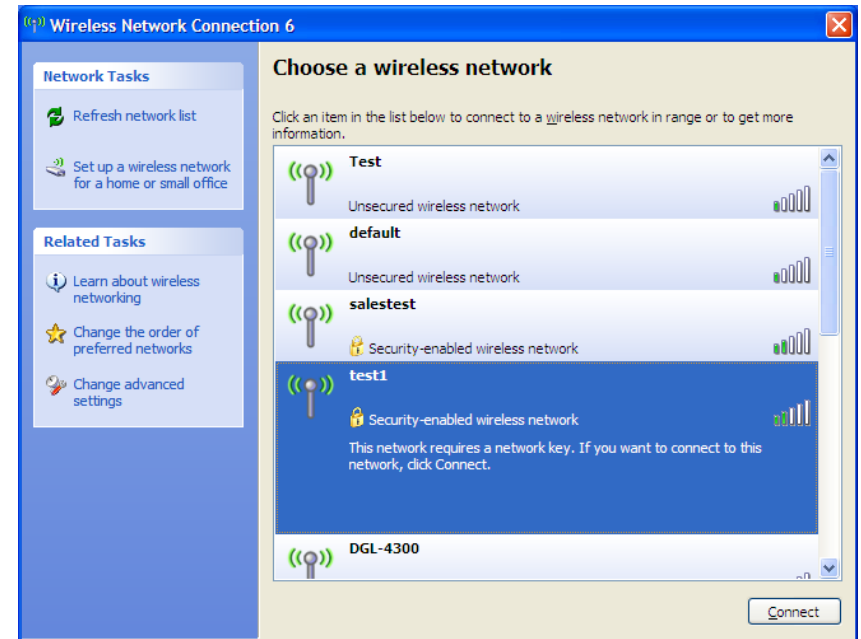 Wireless Network Connection 6
Network Tasks
Refresh network list
Set up a wireless network
for a home or small office
Related Tasks
Learn about wireless
networking
Change the order of
preferred networks
Change advanced
settings
Choose a wireless network
Click an item in the list below to connect to a wireless network in range or to get more
information.
Test
Unsecured wireless network
default
Unsecured wireless network
salestest
Security-enabled wireless network
test1
Security-enabled wireless network
This network requires a network key. If you want to connect to this
network, click Connect.
DGL-4300
Connect